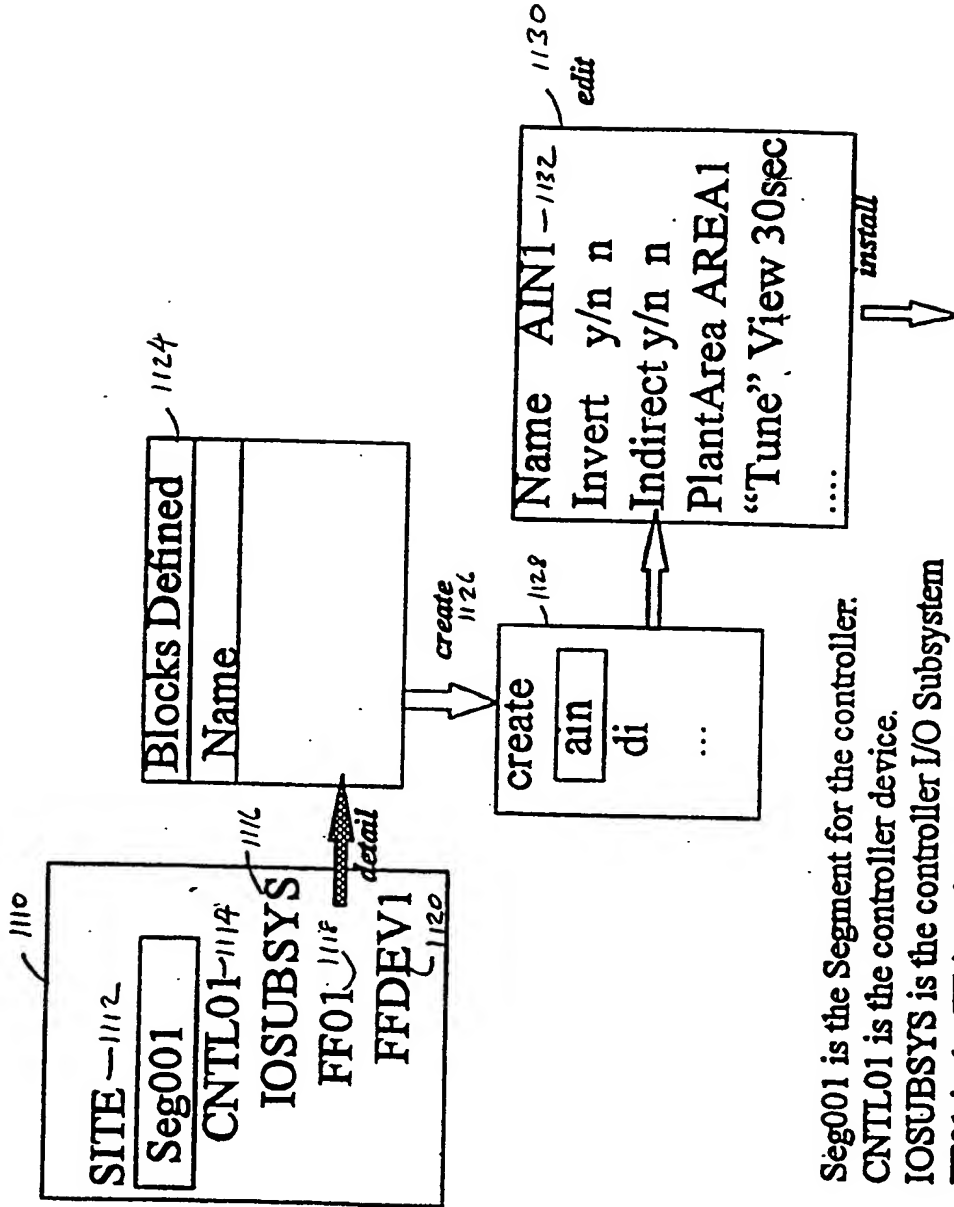 1110
SITE – 1112
Seg001
CNTL01 – 1114
1116
IOSUBSYS
FF01 1118
FFDEV1
1120
detail
1124
Blocks Defined
Name
create
1126
1128
create
ain
di
...
1130
edit
Name AIN1 – 1132
Invert y/n n
Indirect y/n n
PlantArea AREA1
“Tune” View 30sec
....
install
Seg001 is the Segment for the controller.
CNTL01 is the controller device.
IOSUBSYS is the controller I/O Subsystem